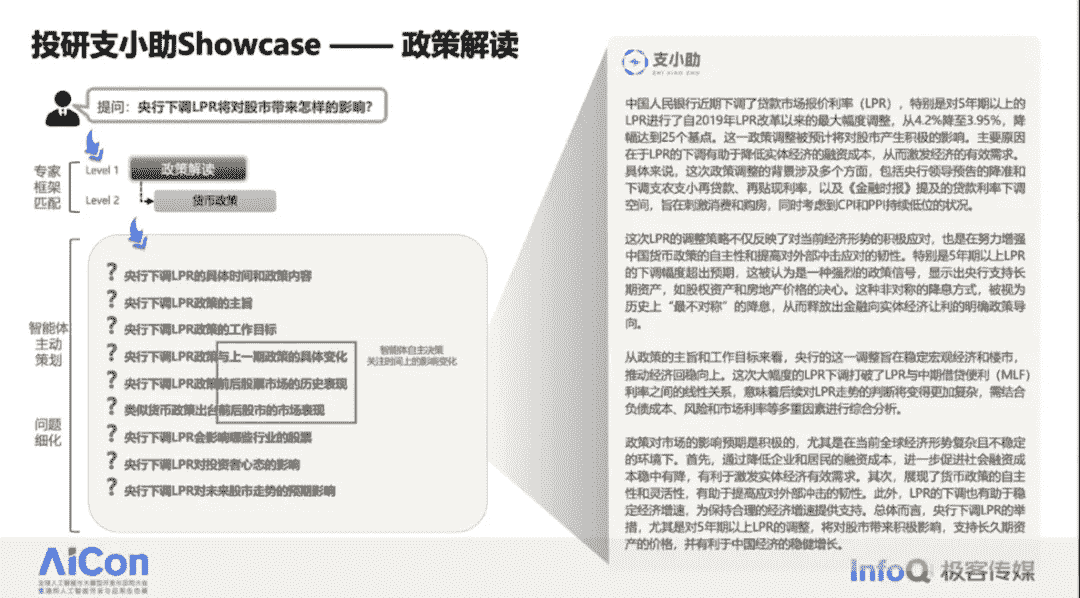 投研支小助Showcase —— 政策解读
提问：央行下调LPR将对股市带来怎样的影响?
专家
框架
匹配
Level 1
政策解读
Level 2
货币政策
智能体
主动
策划
问题
细化
? 央行下调LPR的具体时间和政策内容
? 央行下调LPR政策的主旨
? 央行下调LPR政策的工作目标
? 央行下调LPR政策与上一期政策的具体变化
? 央行下调LPR政策前后股票市场的历史表现
? 类似货币政策出台前后股市的市场表现
? 央行下调LPR会影响哪些行业的股票
? 央行下调LPR对投资者心态的影响
? 央行下调LPR对未来股市走势的预期影响
智能体自主决策
关注时间上的影响变化
支小助
ZHI XIAO ZHU
中国人民银行近期下调了贷款市场报价利率（LPR），特别是对5年期以上的
LPR进行了自2019年LPR改革以来的最大幅度调整，从4.2%降至3.95%，降
幅达到25个基点。这一政策调整被预计将对股市产生积极的影响。主要原因
在于LPR的下调有助于降低实体经济的融资成本，从而激发经济的有效需求。
具体来说，这次政策调整的背景涉及多个方面，包括央行领导预告的降准和
下调支农支小再贷款、再贴现利率，以及《金融时报》提及的贷款利率下调
空间，旨在刺激消费和购房，同时考虑到CPI和PPI持续低位的状况。
这次LPR的调整策略不仅反映了对当前经济形势的积极应对，也是在努力增强
中国货币政策的自主性和提高对外部冲击应对的韧性。特别是5年期以上LPR
的下调幅度超出预期，这被认为是一种强烈的政策信号，显示出央行支持长
期资产，如股权资产和房地产价格的决心。这种非对称的降息方式，被视为
历史上“最不对称”的降息，从而释放出金融向实体经济让利的明确政策导
向。
从政策的主旨和工作目标来看，央行的这一调整旨在稳定宏观经济和楼市，
推动经济回稳向上。这次大幅度的LPR下调打破了LPR与中期借贷便利（MLF）
利率之间的线性关系，意味着后续对LPR走势的判断将变得更加复杂，需结合
负债成本、风险和市场利率等多重因素进行综合分析。
政策对市场的影响预期是积极的，尤其是在当前全球经济形势复杂且不稳定
的环境下。首先，通过降低企业和居民的融资成本，进一步促进社会融资成
本稳中有降，有利于激发实体经济有效需求。其次，展现了货币政策的自主
性和灵活性，有助于提高应对外部冲击的韧性。此外，LPR的下调也有助于稳
定经济增速，为保持合理的经济增速提供支持。总体而言，央行下调LPR的举
措，尤其是对5年期以上LPR的调整，将对股市带来积极影响，支持长久期资
产的价格，并有利于中国经济的稳健增长。
AiCon
InfoQ 极客传媒